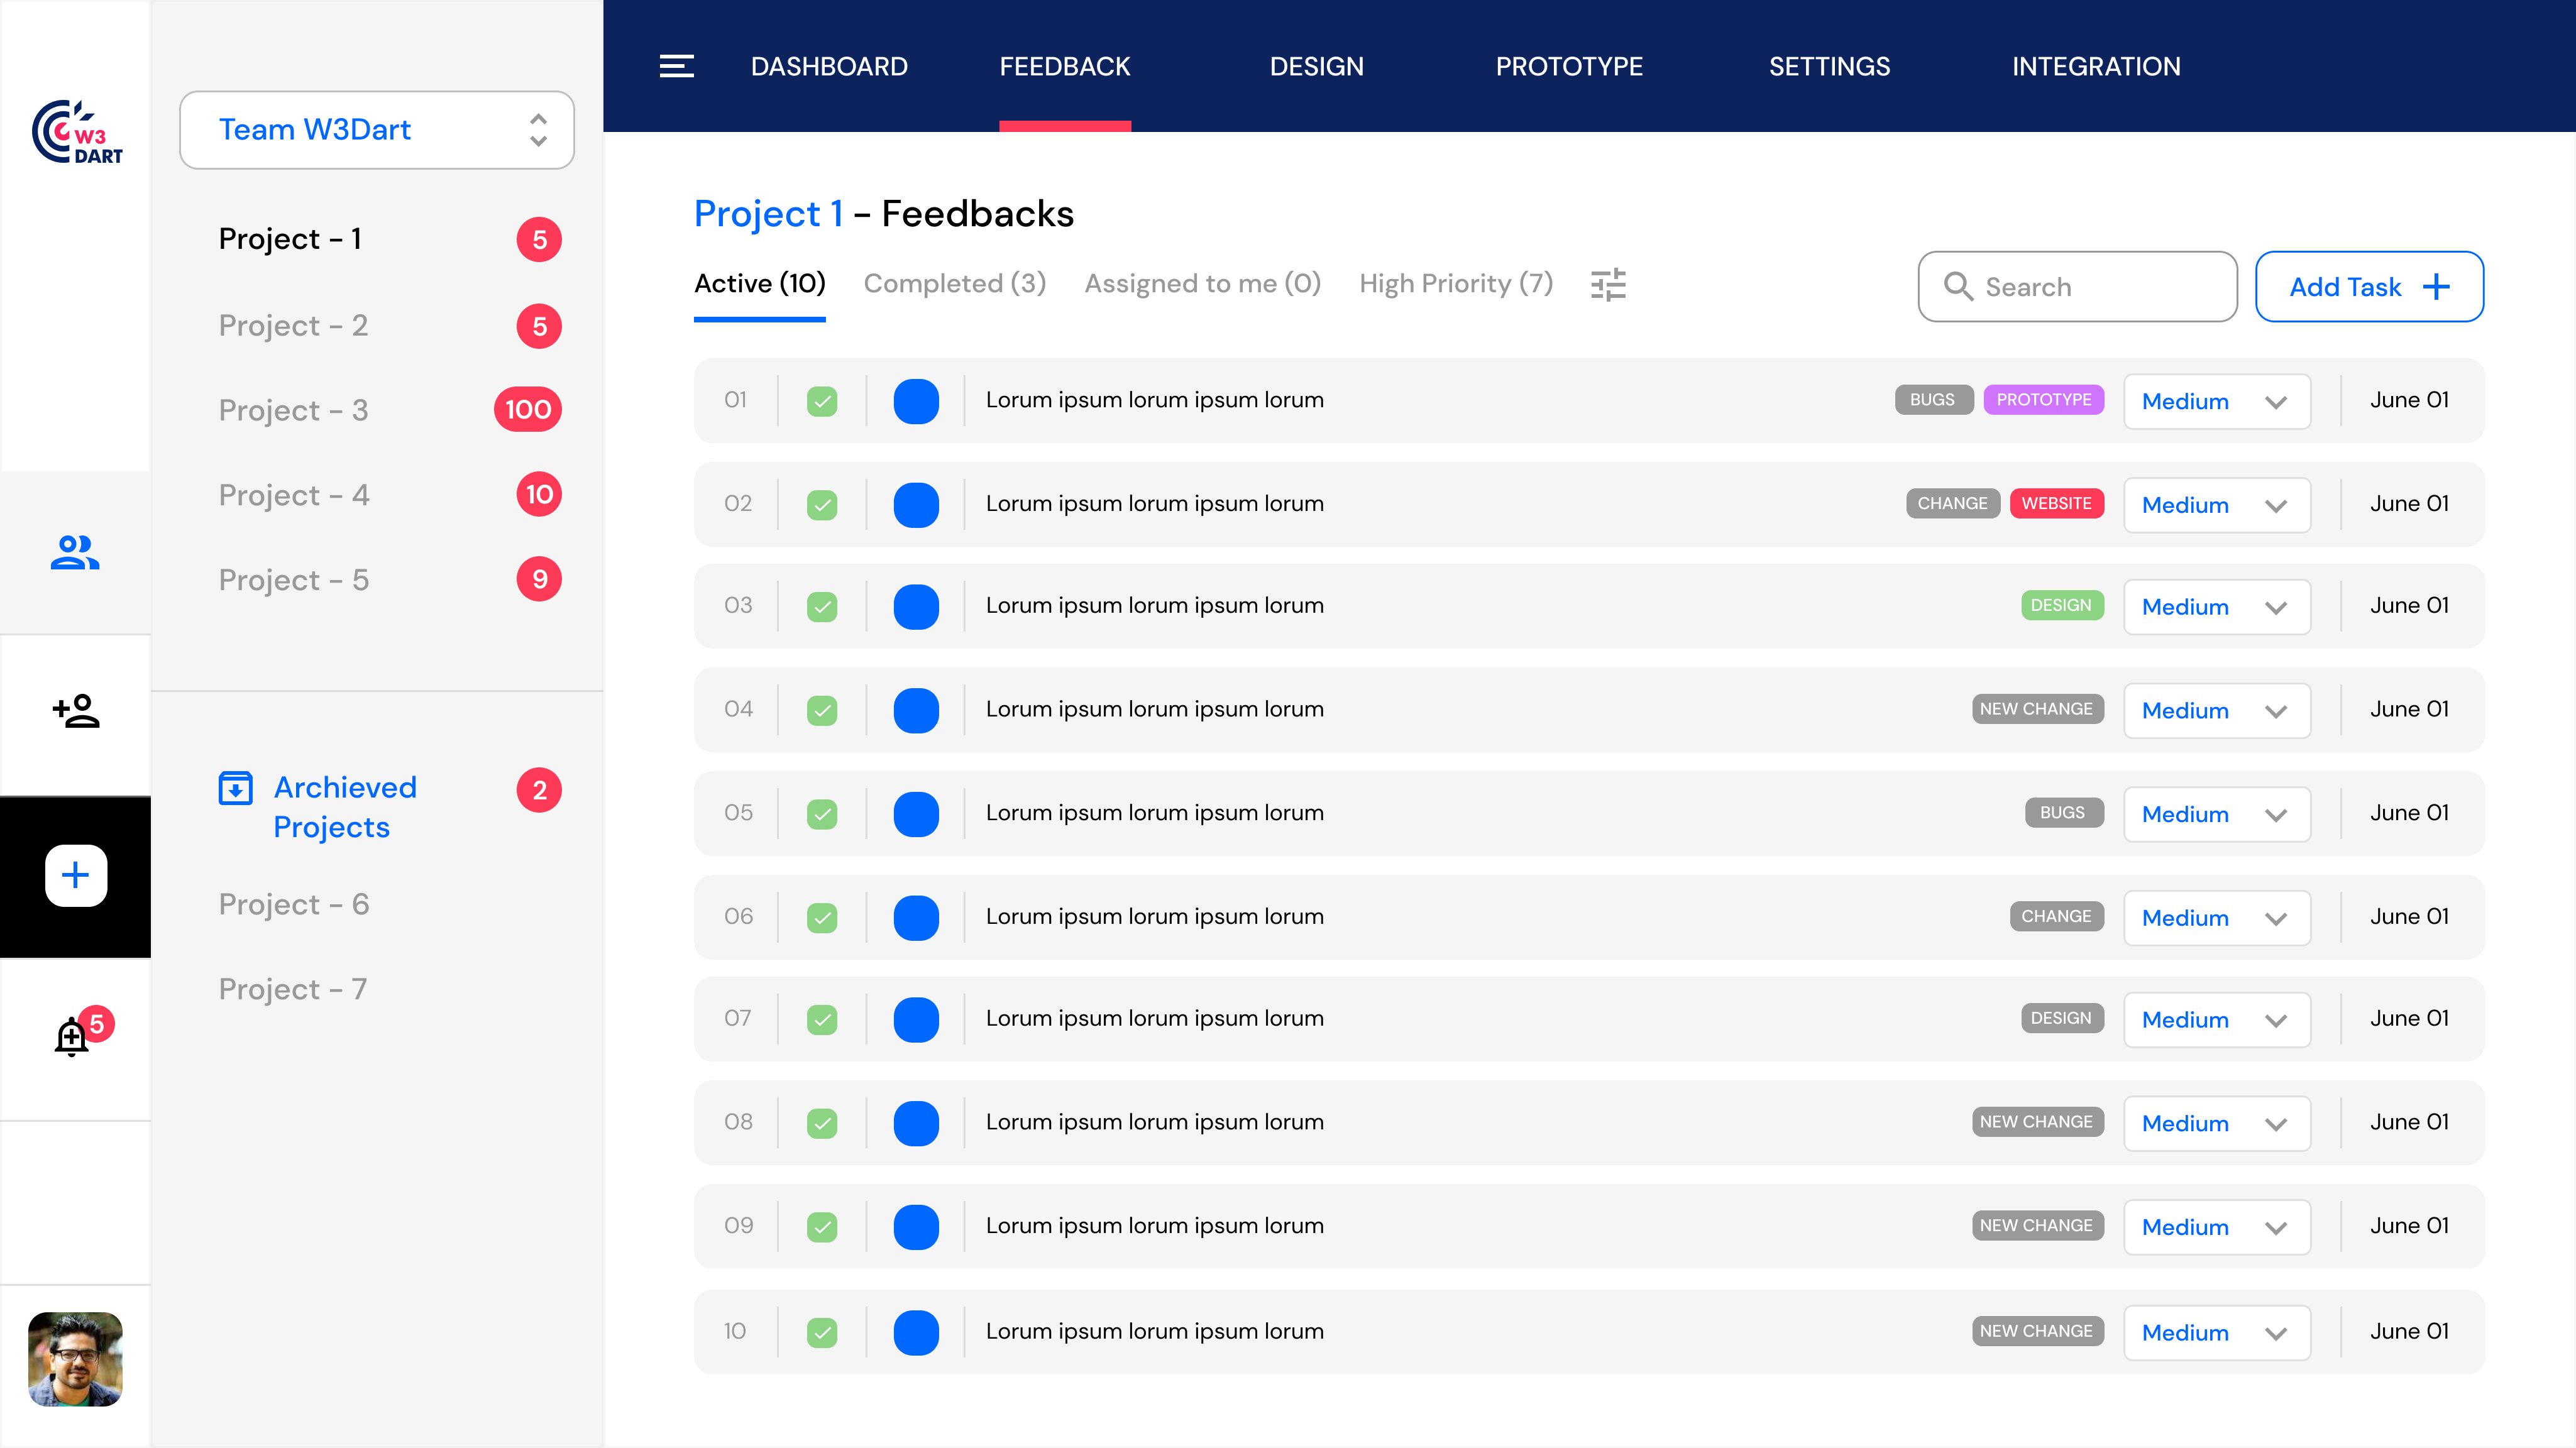 W3
DART
Team W3Dart
Project - 1
5
Project - 2
5
Project - 3
100
Project - 4
10
Project - 5
9
Archieved
Projects
2
Project - 6
Project - 7
5
DASHBOARD
FEEDBACK
DESIGN
PROTOTYPE
SETTINGS
INTEGRATION
Project 1 - Feedbacks
Active (10)
Completed (3)
Assigned to me (0)
High Priority (7)
Search
Add Task
01 Lorum ipsum lorum ipsum lorum BUGS PROTOTYPE Medium June 01
02 Lorum ipsum lorum ipsum lorum CHANGE WEBSITE Medium June 01
03 Lorum ipsum lorum ipsum lorum DESIGN Medium June 01
04 Lorum ipsum lorum ipsum lorum NEW CHANGE Medium June 01
05 Lorum ipsum lorum ipsum lorum BUGS Medium June 01
06 Lorum ipsum lorum ipsum lorum CHANGE Medium June 01
07 Lorum ipsum lorum ipsum lorum DESIGN Medium June 01
08 Lorum ipsum lorum ipsum lorum NEW CHANGE Medium June 01
09 Lorum ipsum lorum ipsum lorum NEW CHANGE Medium June 01
10 Lorum ipsum lorum ipsum lorum NEW CHANGE Medium June 01